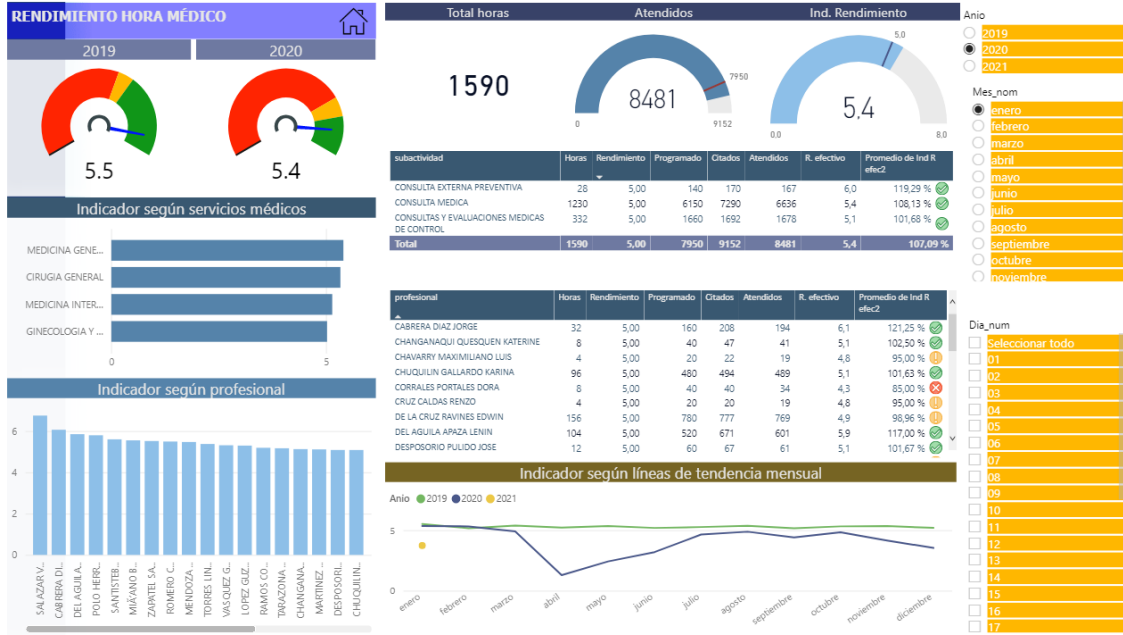 RENDIMIENTO HORA MÉDICO
2019 2020
5.5 5.4
Indicador según servicios médicos
MEDICINA GENE...
CIRUGIA GENERAL
MEDICINA INTER...
GINECOLOGIA Y ...
0 5
Indicador según profesional
6
4
2
0
SALAZAR V...
CABRERA DI...
DEL AGUILA...
POLO HERR...
SANTISTEB...
MIÑANO B...
ZAPATEL SA...
ROMERO C...
MENDOZA ...
TORRES LIN...
VASQUEZ G...
LOPEZ GUZ...
RAMOS CO...
TARAZONA ...
CHANGANA...
MARTINEZ ...
DESPOSORI...
CHUQUILIN...
Total horas Atendidos Ind. Rendimiento
1590
8481
7950
0 9152
5,4
5,0
0,0 8,0
subactividad Horas Rendimiento Programado Citados Atendidos R. efectivo Promedio de Ind R efec2
CONSULTA EXTERNA PREVENTIVA 28 5,00 140 170 167 6,0 119,29 %
CONSULTA MEDICA 1230 5,00 6150 7290 6636 5,4 108,13 %
CONSULTAS Y EVALUACIONES MEDICAS DE CONTROL 332 5,00 1660 1692 1678 5,1 101,68 %
Total 1590 5,00 7950 9152 8481 5,4 107,09 %
profesional Horas Rendimiento Programado Citados Atendidos R. efectivo Promedio de Ind R efec2
CABRERA DIAZ JORGE 32 5,00 160 208 194 6,1 121,25 %
CHANGANAQUI QUESQUEN KATERINE 8 5,00 40 47 41 5,1 102,50 %
CHAVARRY MAXIMILIANO LUIS 4 5,00 20 22 19 4,8 95,00 %
CHUQUILIN GALLARDO KARINA 96 5,00 480 494 489 5,1 101,63 %
CORRALES PORTALES DORA 8 5,00 40 40 34 4,3 85,00 %
CRUZ CALDAS RENZO 4 5,00 20 20 19 4,8 95,00 %
DE LA CRUZ RAVINES EDWIN 156 5,00 780 777 769 4,9 98,96 %
DEL AGUILA APAZA LENIN 104 5,00 520 671 601 5,9 117,00 %
DESPOSORIO PULIDO JOSE 12 5,00 60 67 61 5,1 101,67 %
Indicador según líneas de tendencia mensual
Anio 2019 2020 2021
5
0
enero febrero marzo abril mayo junio julio agosto septiembre octubre noviembre diciembre
Anio
2019
2020
2021
Mes_nom
enero
febrero
marzo
abril
mayo
junio
julio
agosto
septiembre
octubre
noviembre
Dia_num
Seleccionar todo
01
02
03
04
05
06
07
08
09
10
11
12
13
14
15
16
17